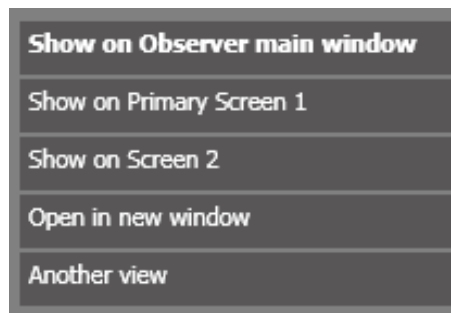 Show on Observer main window
Show on Primary Screen 1
Show on Screen 2
Open in new window
Another view